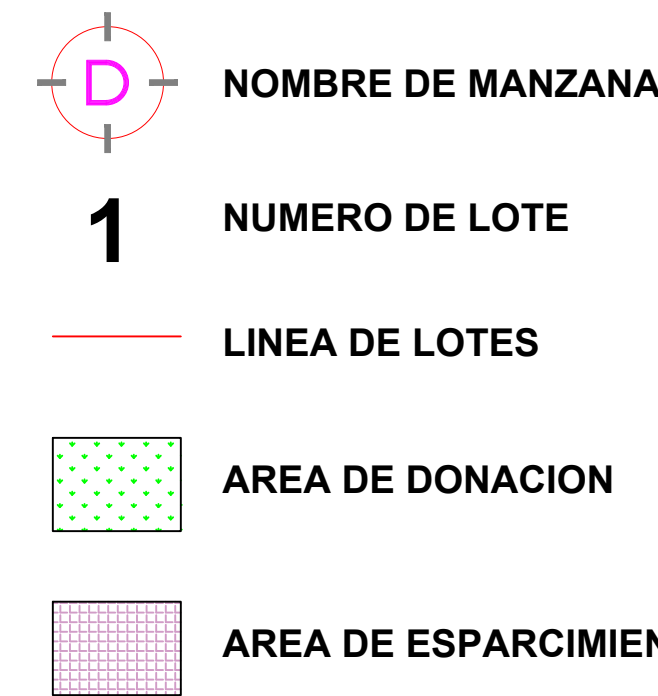 D NOMBRE DE MANZANA
1 NUMERO DE LOTE
LINEA DE LOTES
AREA DE DONACION
AREA DE ESPARCIMIEN